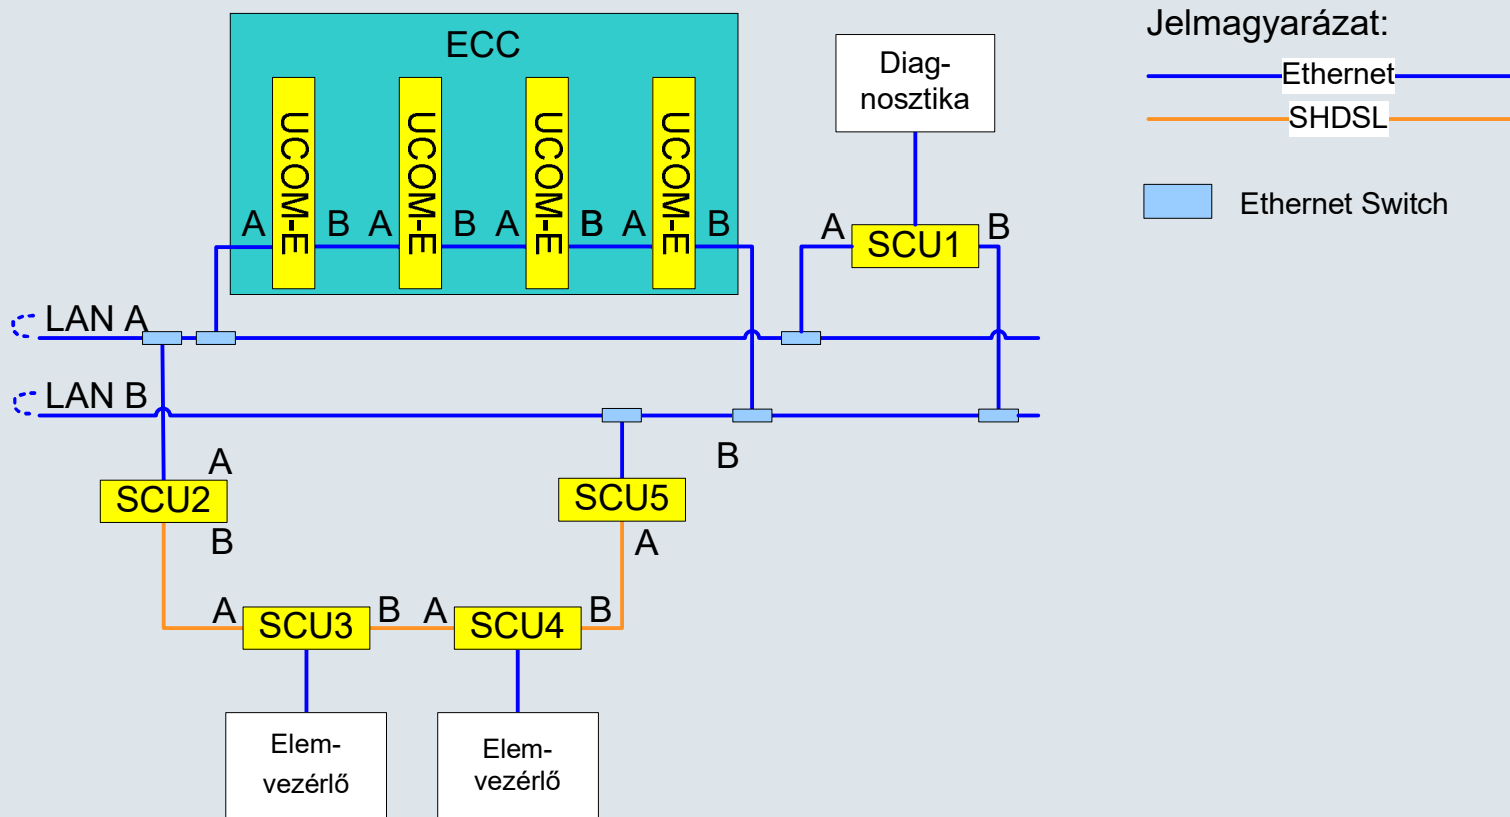 ECC
UCOM-E
UCOM-E
UCOM-E
UCOM-E
A B A B A B A B
Diag-
nosztika
A SCU1 B
Jelmagyarázat:
Ethernet
SHDSL
Ethernet Switch
LAN A
LAN B
B
A
SCU2
B
SCU5
A
A SCU3 B A SCU4 B
Elem-
vezérlő
Elem-
vezérlő